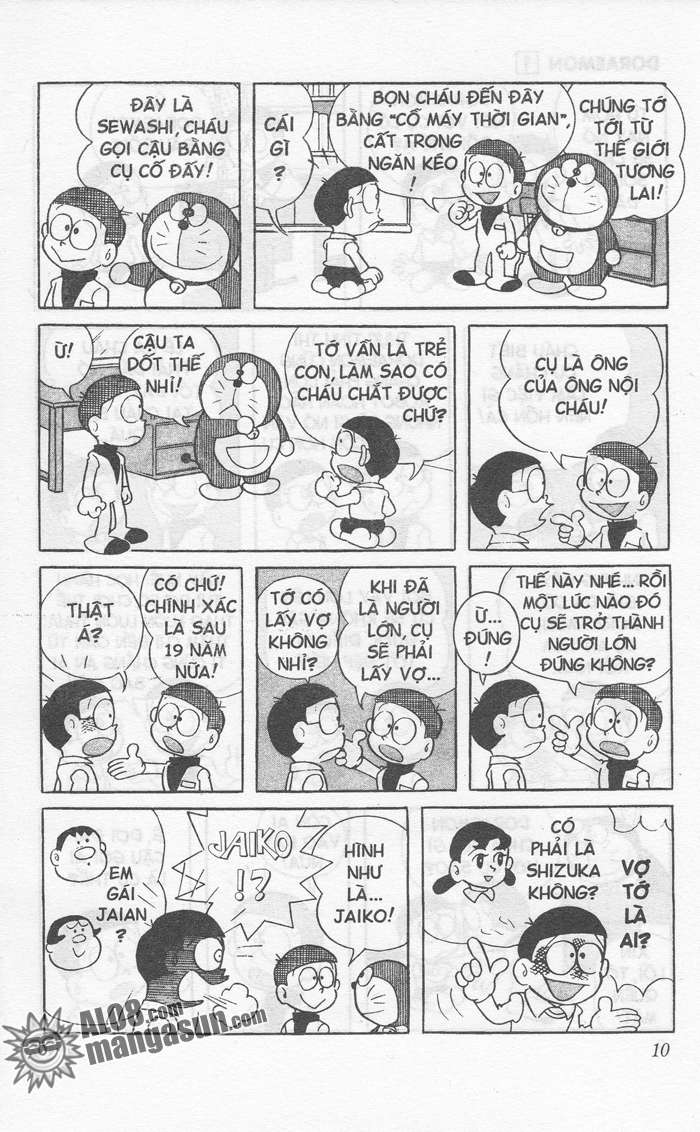 CHÚNG TỚ
TỚI TỪ
THẾ GIỚI
TƯƠNG
LAI!
BỌN CHÁU ĐẾN ĐÂY
BẰNG "CỖ MÁY THỜI GIAN",
CẤT TRONG
NGĂN KÉO
!
CÁI
GÌ
?
ĐÂY LÀ
SEWASHI, CHÁU
GỌI CẬU BẰNG
CỤ CỐ ĐẤY!
CỤ LÀ ÔNG
CỦA ÔNG NỘI
CHÁU!
TỚ VẪN LÀ TRẺ
CON, LÀM SAO CÓ
CHÁU CHẮT ĐƯỢC
CHỨ?
CẬU TA
DỐT THẾ
NHỈ!
Ừ!
THẾ NÀY NHÉ... RỒI
MỘT LÚC NÀO ĐÓ
CỤ SẼ TRỞ THÀNH
NGƯỜI LỚN
ĐÚNG KHÔNG?
Ừ...
ĐÚNG
!
KHI ĐÃ
LÀ NGƯỜI
LỚN, CỤ
SẼ PHẢI
LẤY VỢ...
TỚ CÓ
LẤY VỢ
KHÔNG
NHỈ?
CÓ CHỨ!
CHÍNH XÁC
LÀ SAU
19 NĂM
NỮA!
THẬT
Á?
VỢ
TỚ
LÀ
AI?
CÓ
PHẢI LÀ
SHIZUKA
KHÔNG?
HÌNH
NHƯ
LÀ...
JAIKO!
JAIKO
!?
EM
GÁI
JAIAN
?
AL08.com
mangasun.com
10